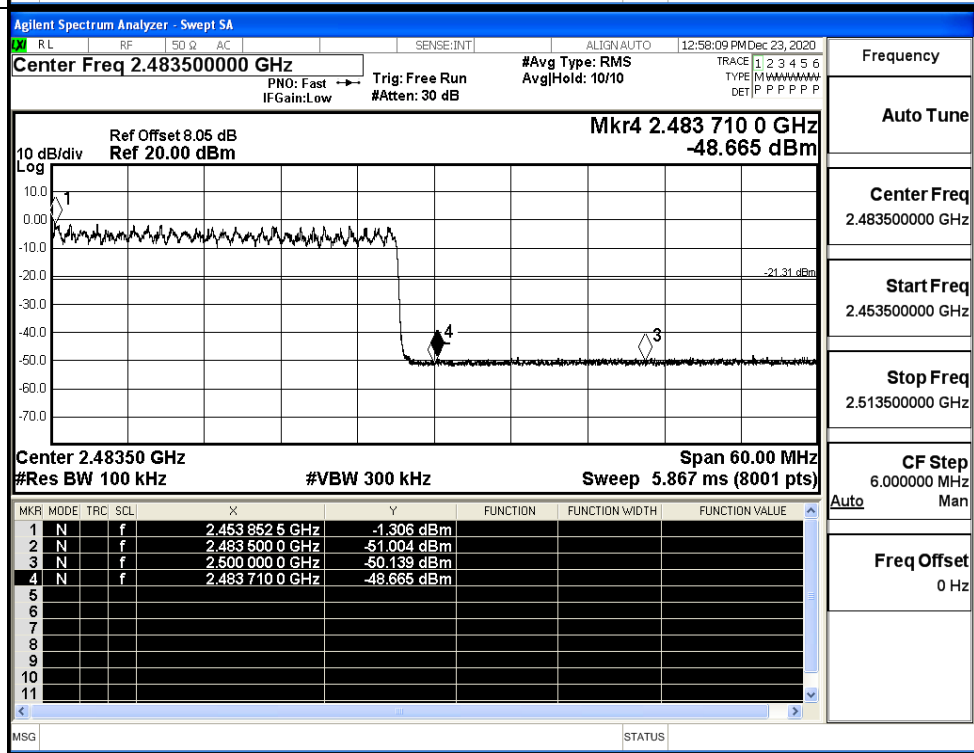 Agilent Spectrum Analyzer - Swept SA
LXI RL RF 50 Ω AC SENSE:INT ALIGN AUTO 12:58:09 PM Dec 23, 2020
Center Freq 2.483500000 GHz #Avg Type: RMS TRACE 1 2 3 4 5 6
PNO: Fast Trig: Free Run Avg|Hold: 10/10 TYPE MWWWWW
IFGain:Low #Atten: 30 dB DET P P P P P P
Ref Offset 8.05 dB Mkr4 2.483 710 0 GHz
10 dB/div Ref 20.00 dBm -48.665 dBm
Log
10.0
1
0.00
-10.0
-20.0
-21.31 dBm
-30.0
-40.0
4
3
-50.0
-60.0
-70.0
Center 2.48350 GHz Span 60.00 MHz
#Res BW 100 kHz #VBW 300 kHz Sweep 5.867 ms (8001 pts)
MKR MODE TRC SCL X Y FUNCTION FUNCTION WIDTH FUNCTION VALUE
1 N f 2.453 852 5 GHz -1.306 dBm
2 N f 2.483 500 0 GHz -51.004 dBm
3 N f 2.500 000 0 GHz -50.139 dBm
4 N f 2.483 710 0 GHz -48.665 dBm
5
6
7
8
9
10
11
MSG STATUS
Frequency
Auto Tune
Center Freq
2.483500000 GHz
Start Freq
2.453500000 GHz
Stop Freq
2.513500000 GHz
CF Step
6.000000 MHz
Auto Man
Freq Offset
0 Hz